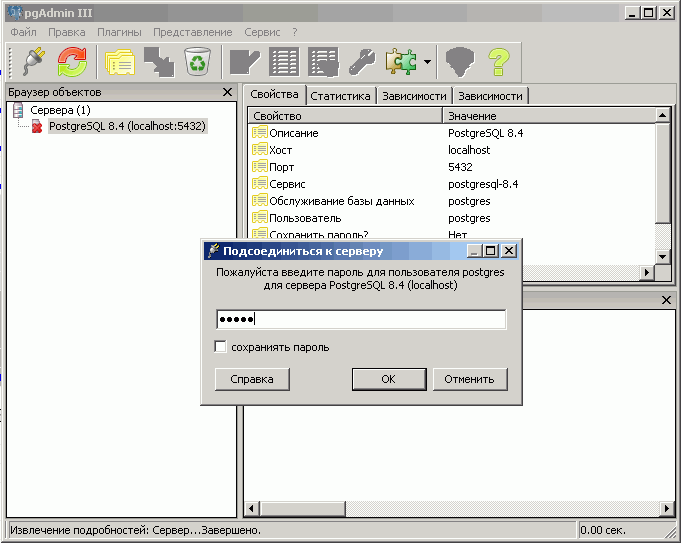 pgAdmin III
Файл Правка Плагины Представление Сервис ?
Браузер объектов
Сервера (1)
PostgreSQL 8.4 (localhost:5432)
Свойства Статистика Зависимости Зависимости
Свойство Значение
Описание PostgreSQL 8.4
Хост localhost
Порт 5432
Сервис postgresql-8.4
Обслуживание базы данных postgres
Пользователь postgres
Сохранить пароль? Нет
Подсоединиться к серверу
Пожалуйста введите пароль для пользователя postgres
для сервера PostgreSQL 8.4 (localhost)
●●●●●
сохраниять пароль
Справка OK Отменить
Извлечение подробностей: Сервер...Завершено. 0.00 сек.